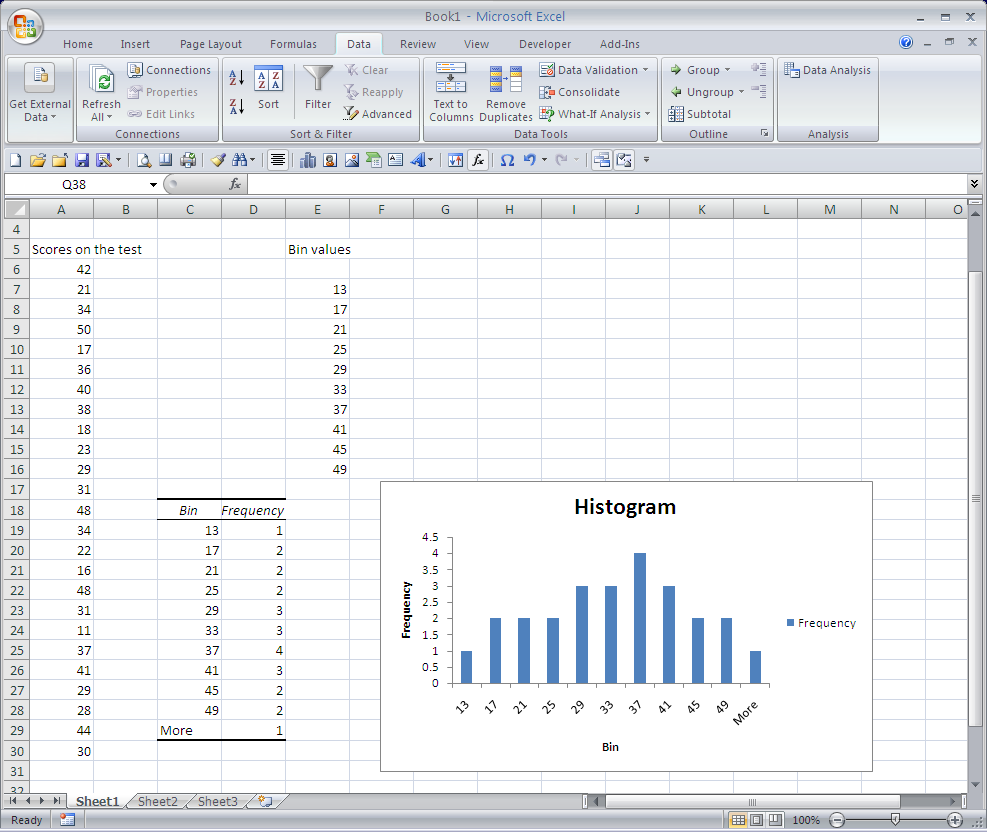 Book1 - Microsoft Excel
Home Insert Page Layout Formulas Data Review View Developer Add-Ins
Get External Data
Refresh All
Connections
Properties
Edit Links
Connections
Sort
Filter
Clear
Reapply
Advanced
Sort & Filter
Text to Columns
Remove Duplicates
Data Validation
Consolidate
What-If Analysis
Data Tools
Group
Ungroup
Subtotal
Outline
Data Analysis
Analysis
Q38 fx
A B C D E F G H I J K L M N O
4
5 Scores on the test Bin values
6 42
7 21 13
8 34 17
9 50 21
10 17 25
11 36 29
12 40 33
13 38 37
14 18 41
15 23 45
16 29 49
17 31
18 48 Bin Frequency
19 34 13 1
20 22 17 2
21 16 21 2
22 48 25 2
23 31 29 3
24 11 33 3
25 37 37 4
26 41 41 3
27 29 45 2
28 28 49 2
29 44 More 1
30 30
31
32
Histogram
Frequency
4.5
4
3.5
3
2.5
2
1.5
1
0.5
0
13 17 21 25 29 33 37 41 45 49 More
Bin
Frequency
Sheet1 Sheet2 Sheet3
Ready 100%